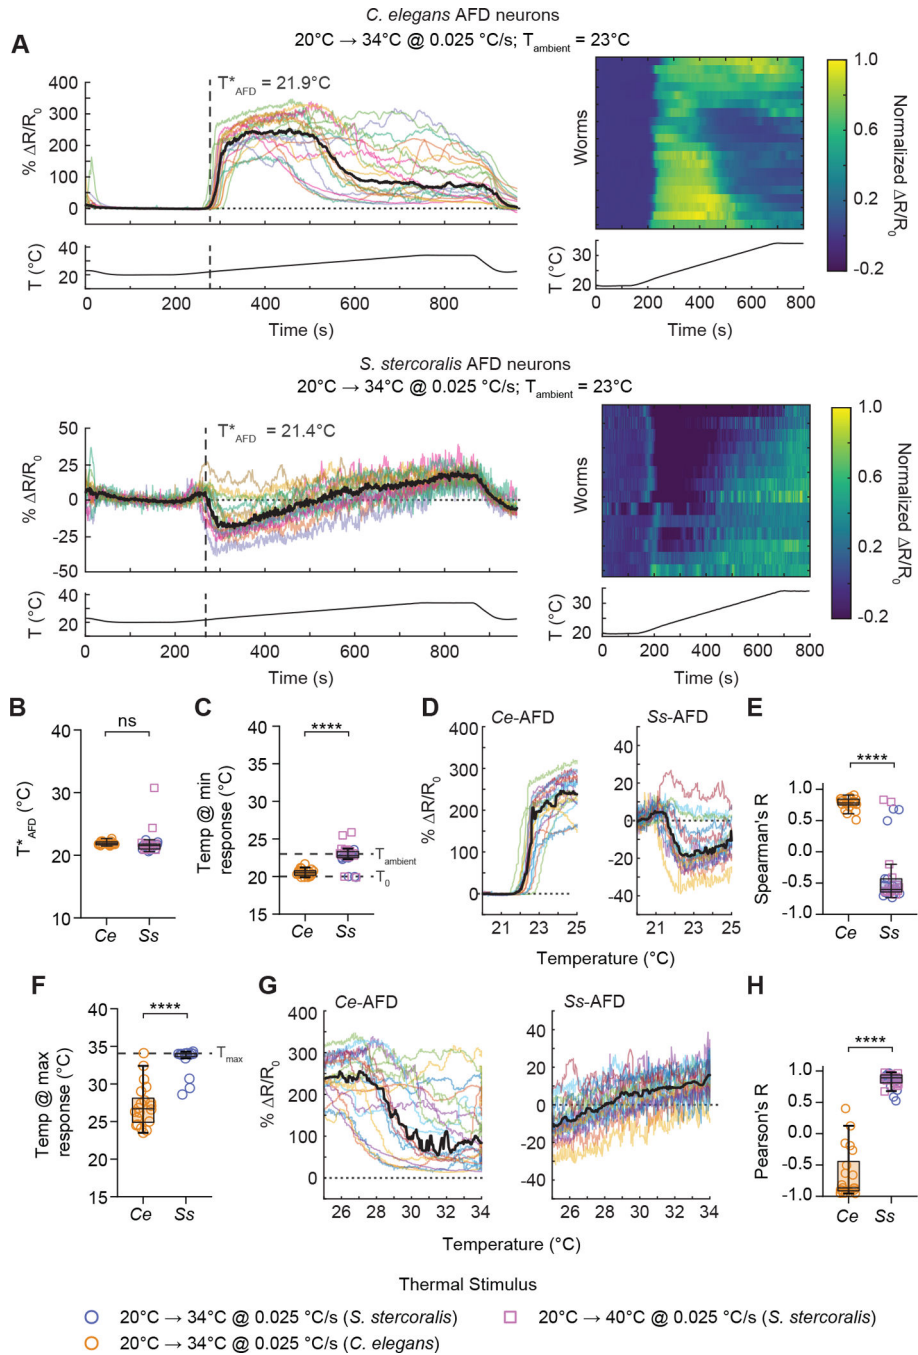 A
C. elegans AFD neurons
20°C → 34°C @ 0.025 °C/s; Tambient = 23°C
T*AFD = 21.9°C
% ΔR/R0
400
300
200
100
0
T (°C)
40
20
0 200 400 600 800
Time (s)
Worms
T (°C)
30
20
0 200 400 600 800
Time (s)
1.0
0.6
0.2
-0.2
Normalized ΔR/R0
S. stercoralis AFD neurons
20°C → 34°C @ 0.025 °C/s; Tambient = 23°C
T*AFD = 21.4°C
% ΔR/R0
50
25
0
-25
-50
T (°C)
40
20
0 200 400 600 800
Time (s)
Worms
T (°C)
30
20
0 200 400 600 800
Time (s)
1.0
0.6
0.2
-0.2
Normalized ΔR/R0
B
ns
T*AFD (°C)
40
30
20
10
Ce Ss
C
****
Temp @ min
response (°C)
40
35
30
25
20
15
Tambient
T0
Ce Ss
D
Ce-AFD
% ΔR/R0
400
300
200
100
0
21 23 25
Ss-AFD
40
20
0
-20
-40
21 23 25
Temperature (°C)
E
****
Spearman's R
1.0
0.5
0.0
-0.5
-1.0
Ce Ss
F
****
Temp @ max
response (°C)
40
35
30
25
20
15
Tmax
Ce Ss
G
Ce-AFD
% ΔR/R0
400
300
200
100
0
26 28 30 32 34
Ss-AFD
40
20
0
-20
-40
26 28 30 32 34
Temperature (°C)
H
****
Pearson's R
1.0
0.5
0.0
-0.5
-1.0
Ce Ss
Thermal Stimulus
20°C → 34°C @ 0.025 °C/s (S. stercoralis)
20°C → 40°C @ 0.025 °C/s (S. stercoralis)
20°C → 34°C @ 0.025 °C/s (C. elegans)